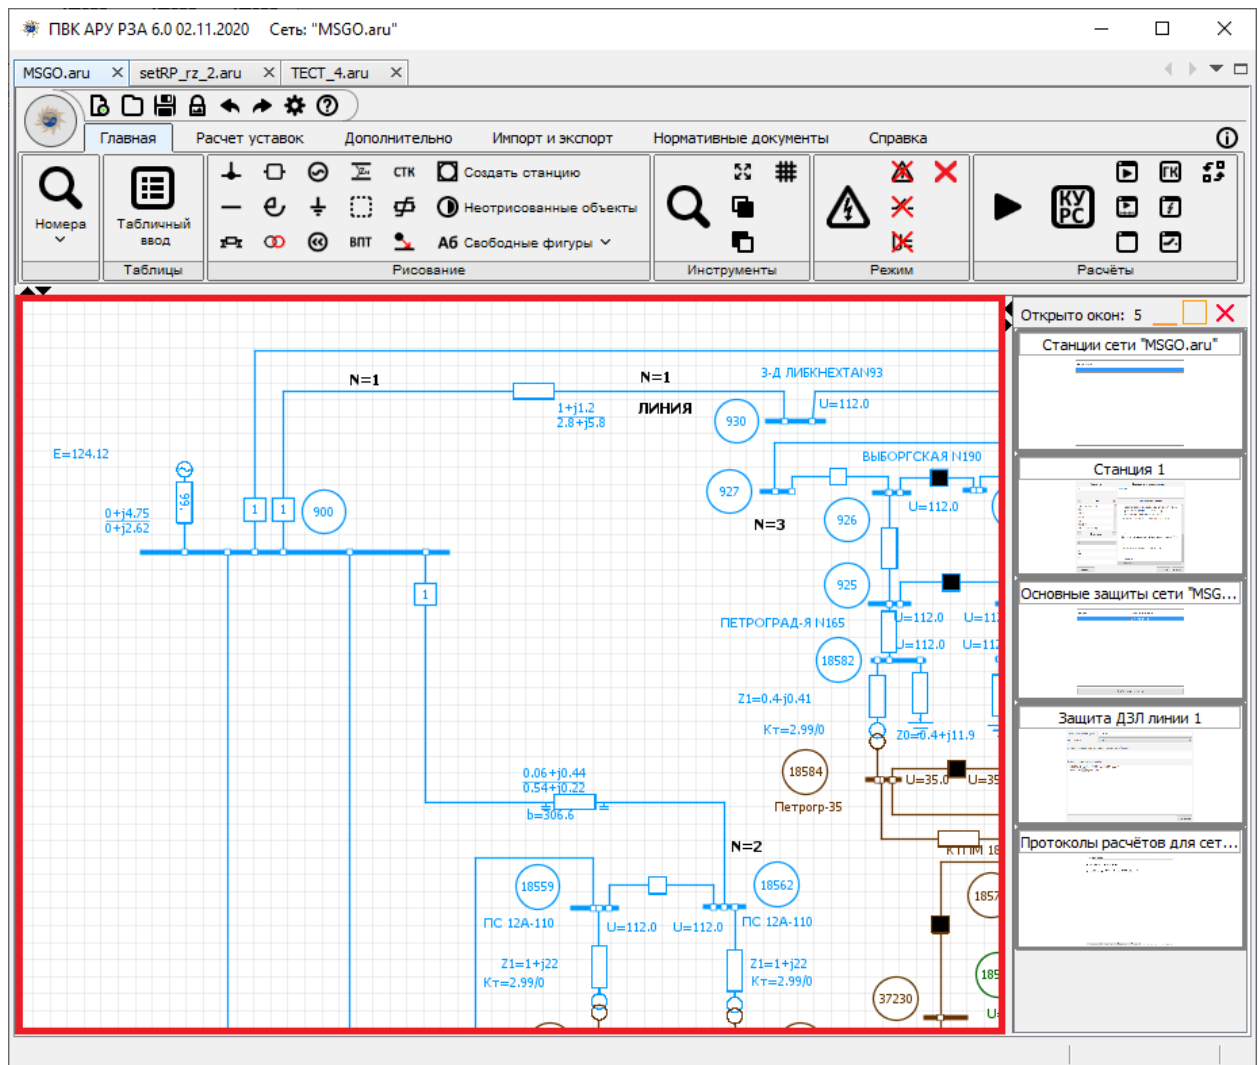 ПВК АРУ РЗА 6.0 02.11.2020 Сеть: "MSGO.aru"
MSGO.aru setRP_rz_2.aru ТЕСТ_4.aru
Главная Расчет уставок Дополнительно Импорт и экспорт Нормативные документы Справка
Номера
Табличный
ввод
Таблицы
СТК
ВПТ
Создать станцию
Неотрисованные объекты
Аб Свободные фигуры
Рисование
Инструменты
Режим
КУ
РС
ГК
Расчёты
Открыто окон: 5
Станции сети "MSGO.aru"
Станция 1
Основные защиты сети "MSG...
Защита ДЗЛ линии 1
Протоколы расчётов для сет...
N=1
N=1
З-Д ЛИБКНЕХТАN93
1+j1.2
2.8+j5.8
ЛИНИЯ
U=112.0
930
E=124.12
ВЫБОРГСКАЯ N190
927
U=112.0
99.
0+j4.75
0+j2.62
1
1
900
926
N=3
925
1
ПЕТРОГРАД-Я N165
U=112.0
U=112.0
18582
Z1=0.4-j0.41
Kт=2.99/0
Z0=0.4+j11.9
18584
U=35.0
Петрогр-35
0.06+j0.44
0.54+j0.22
b=306.6
N=2
КТПМ 18
18559
18562
ПС 12А-110
U=112.0
U=112.0
ПС 12А-110
Z1=1+j22
Kт=2.99/0
Z1=1+j22
Kт=2.99/0
37230